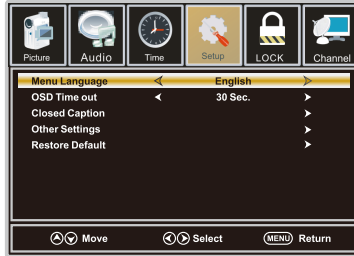 Picture Audio Time Setup LOCK Channel
Menu Language English
OSD Time out 30 Sec.
Closed Caption
Other Settings
Restore Default
Move Select MENU Return